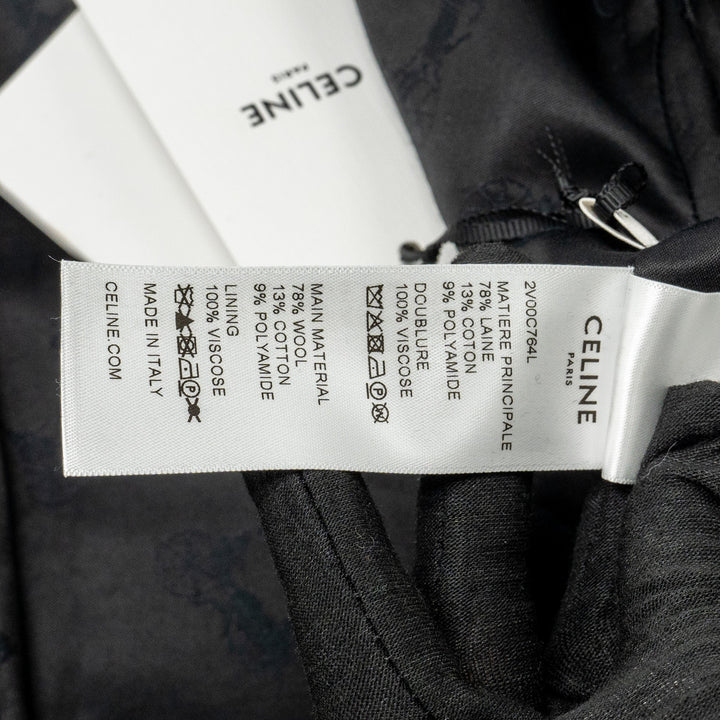 CELINE
PARIS
CELINE
PARIS
2V00C764L
MATIERE PRINCIPALE
78% LAINE
13% COTON
9% POLYAMIDE
DOUBLURE
100% VISCOSE
MAIN MATERIAL
78% WOOL
13% COTTON
9% POLYAMIDE
LINING
100% VISCOSE
MADE IN ITALY
CELINE.COM